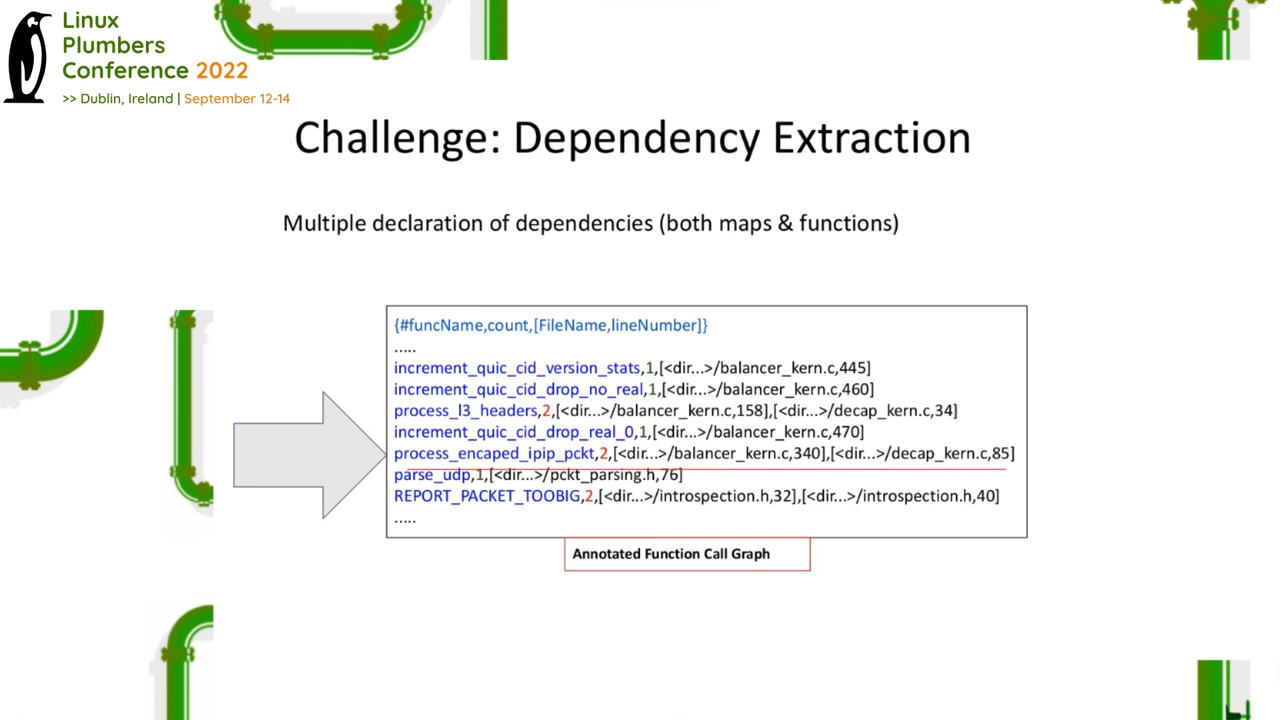 Linux
Plumbers
Conference 2022
>> Dublin, Ireland | September 12-14
Challenge: Dependency Extraction
Multiple declaration of dependencies (both maps & functions)
{#funcName,count,[FileName,lineNumber]}
.....
increment_quic_cid_version_stats,1,[<dir...>/balancer_kern.c,445]
increment_quic_cid_drop_no_real,1,[<dir...>/balancer_kern.c,460]
process_l3_headers,2,[<dir...>/balancer_kern.c,158],[<dir...>/decap_kern.c,34]
increment_quic_cid_drop_real_0,1,[<dir...>/balancer_kern.c,470]
process_encaped_ipip_pckt,2,[<dir...>/balancer_kern.c,340],[<dir...>/decap_kern.c,85]
parse_udp,1,[<dir...>/pckt_parsing.h,76]
REPORT_PACKET_TOOBIG,2,[<dir...>/introspection.h,32],[<dir...>/introspection.h,40]
.....
Annotated Function Call Graph